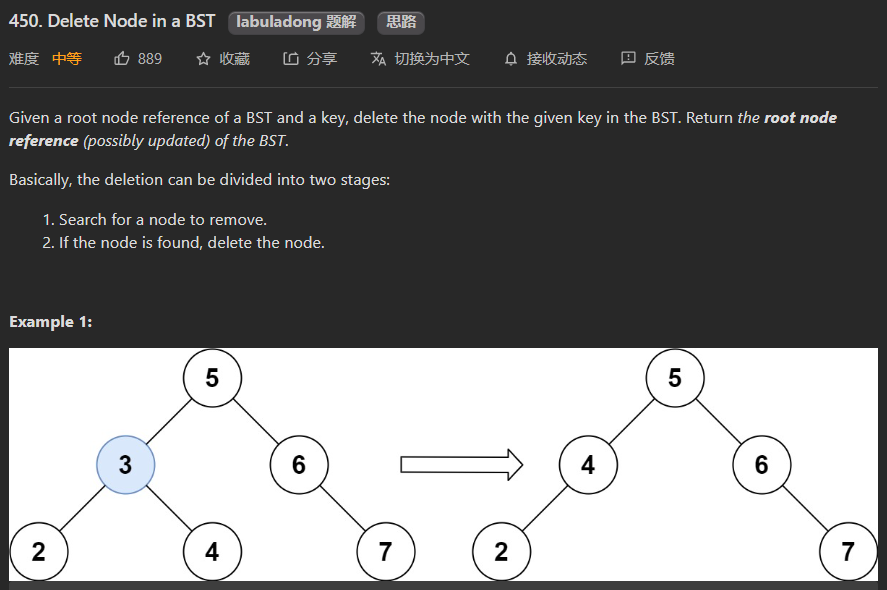 450. Delete Node in a BST labuladong 题解 思路
难度 中等 889 收藏 分享 切换为中文 接收动态 反馈
Given a root node reference of a BST and a key, delete the node with the given key in the BST. Return the root node
reference (possibly updated) of the BST.
Basically, the deletion can be divided into two stages:
1. Search for a node to remove.
2. If the node is found, delete the node.
Example 1:
5 5
3 6 4 6
2 4 7 2 7